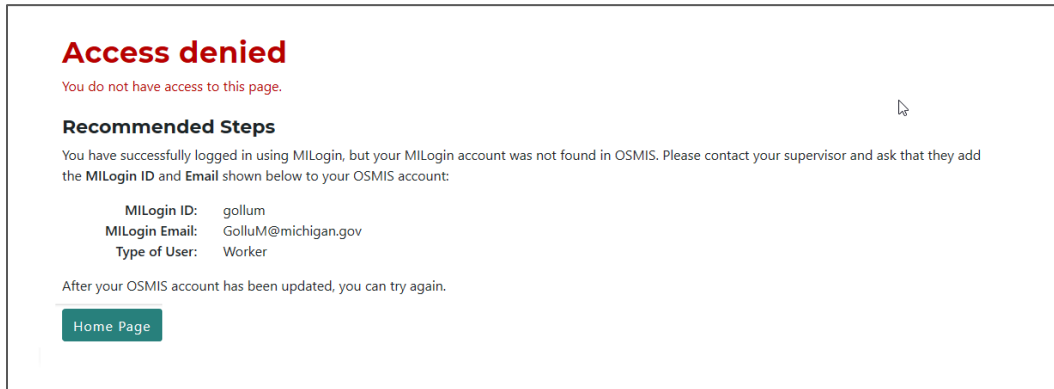 Access denied
You do not have access to this page.
Recommended Steps
You have successfully logged in using MILogin, but your MILogin account was not found in OSMIS. Please contact your supervisor and ask that they add
the MILogin ID and Email shown below to your OSMIS account:
MILogin ID: gollum
MILogin Email: GolluM@michigan.gov
Type of User: Worker
After your OSMIS account has been updated, you can try again.
Home Page